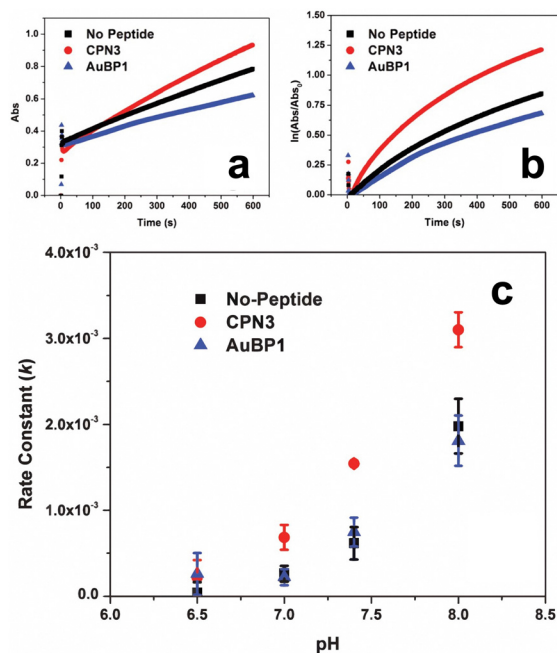 No Peptide
CPN3
AuBP1
Abs
1.0
0.8
0.6
0.4
0.2
0.0
0 100 200 300 400 500 600
Time (s)
a
No Peptide
CPN3
AuBP1
ln(Abs/Abs₀)
1.50
1.25
1.00
0.75
0.50
0.25
0.00
0 100 200 300 400 500 600
Time (s)
b
No-Peptide
CPN3
AuBP1
c
Rate Constant (k)
4.0x10⁻³
3.0x10⁻³
2.0x10⁻³
1.0x10⁻³
0.0
6.0 6.5 7.0 7.5 8.0 8.5
pH